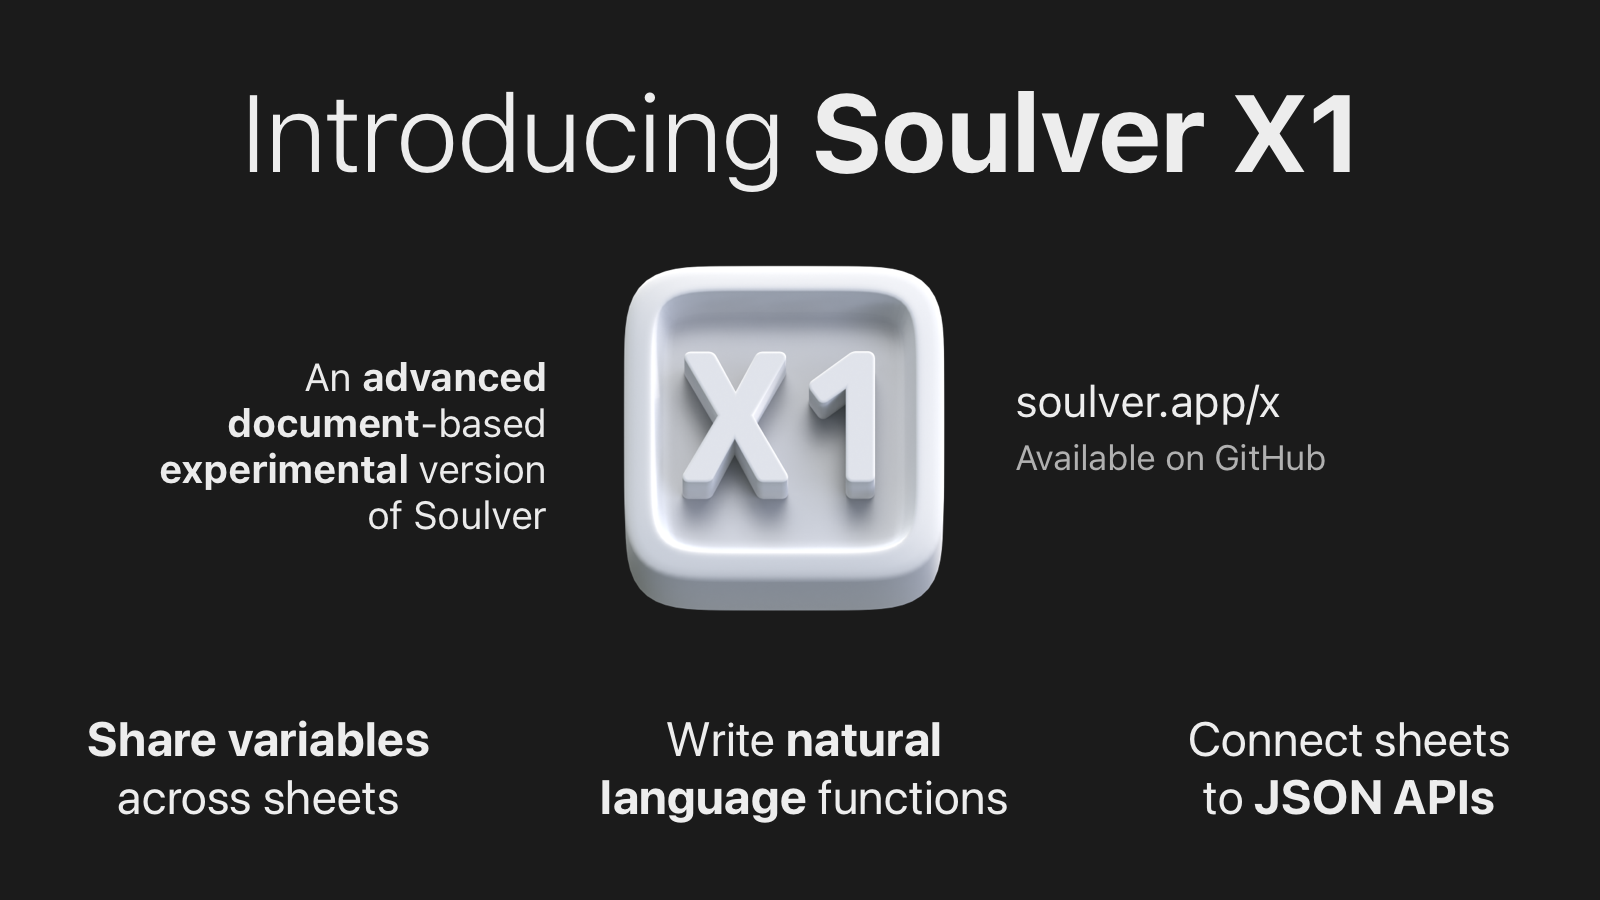 Introducing Soulver X1
An advanced
document-based
experimental version
of Soulver
X1
soulver.app/x
Available on GitHub
Share variables
across sheets
Write natural
language functions
Connect sheets
to JSON APIs